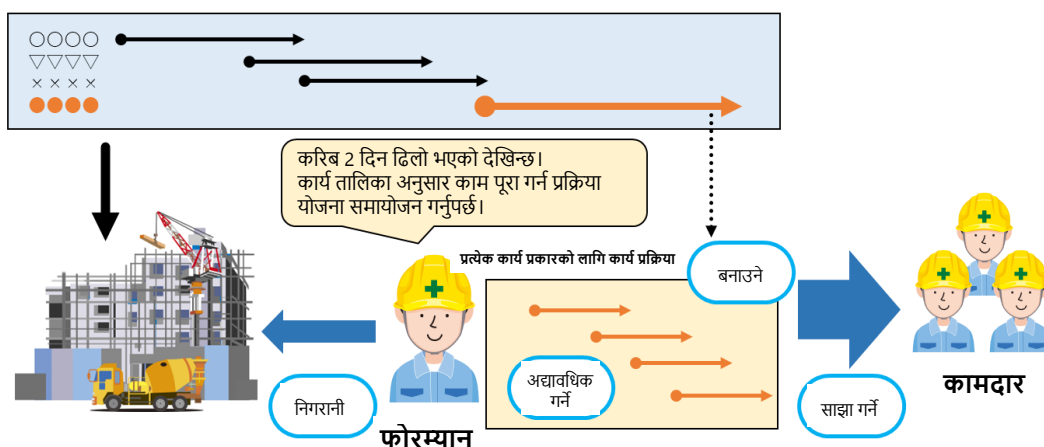 करिब 2 दिन ढिलो भएको देखिन्छ।
कार्य तालिका अनुसार काम पूरा गर्न प्रक्रिया
योजना समायोजन गर्नुपर्छ।
प्रत्येक कार्य प्रकारको लागि कार्य प्रक्रिया
बनाउने
अद्यावधिक
गर्ने
निगरानी
साझा गर्ने
फोरम्यान
कामदार